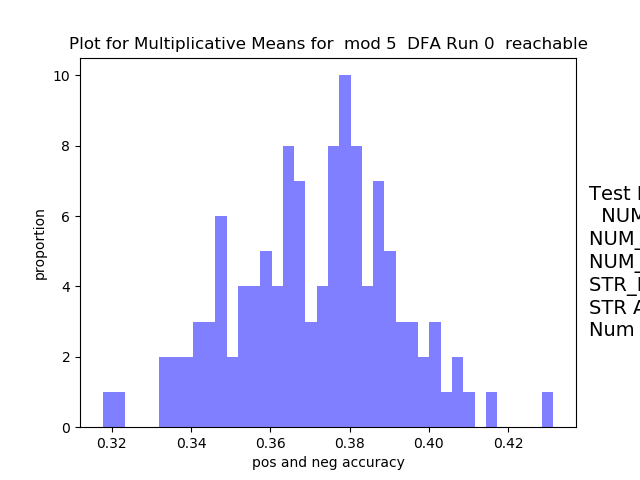 Plot for Multiplicative Means for  mod 5  DFA Run 0  reachable
10
8
6
4
2
0
proportion
0.32 0.34 0.36 0.38 0.40 0.42
pos and neg accuracy
Test
NUM
NUM_
NUM_
STR_
STR
Num